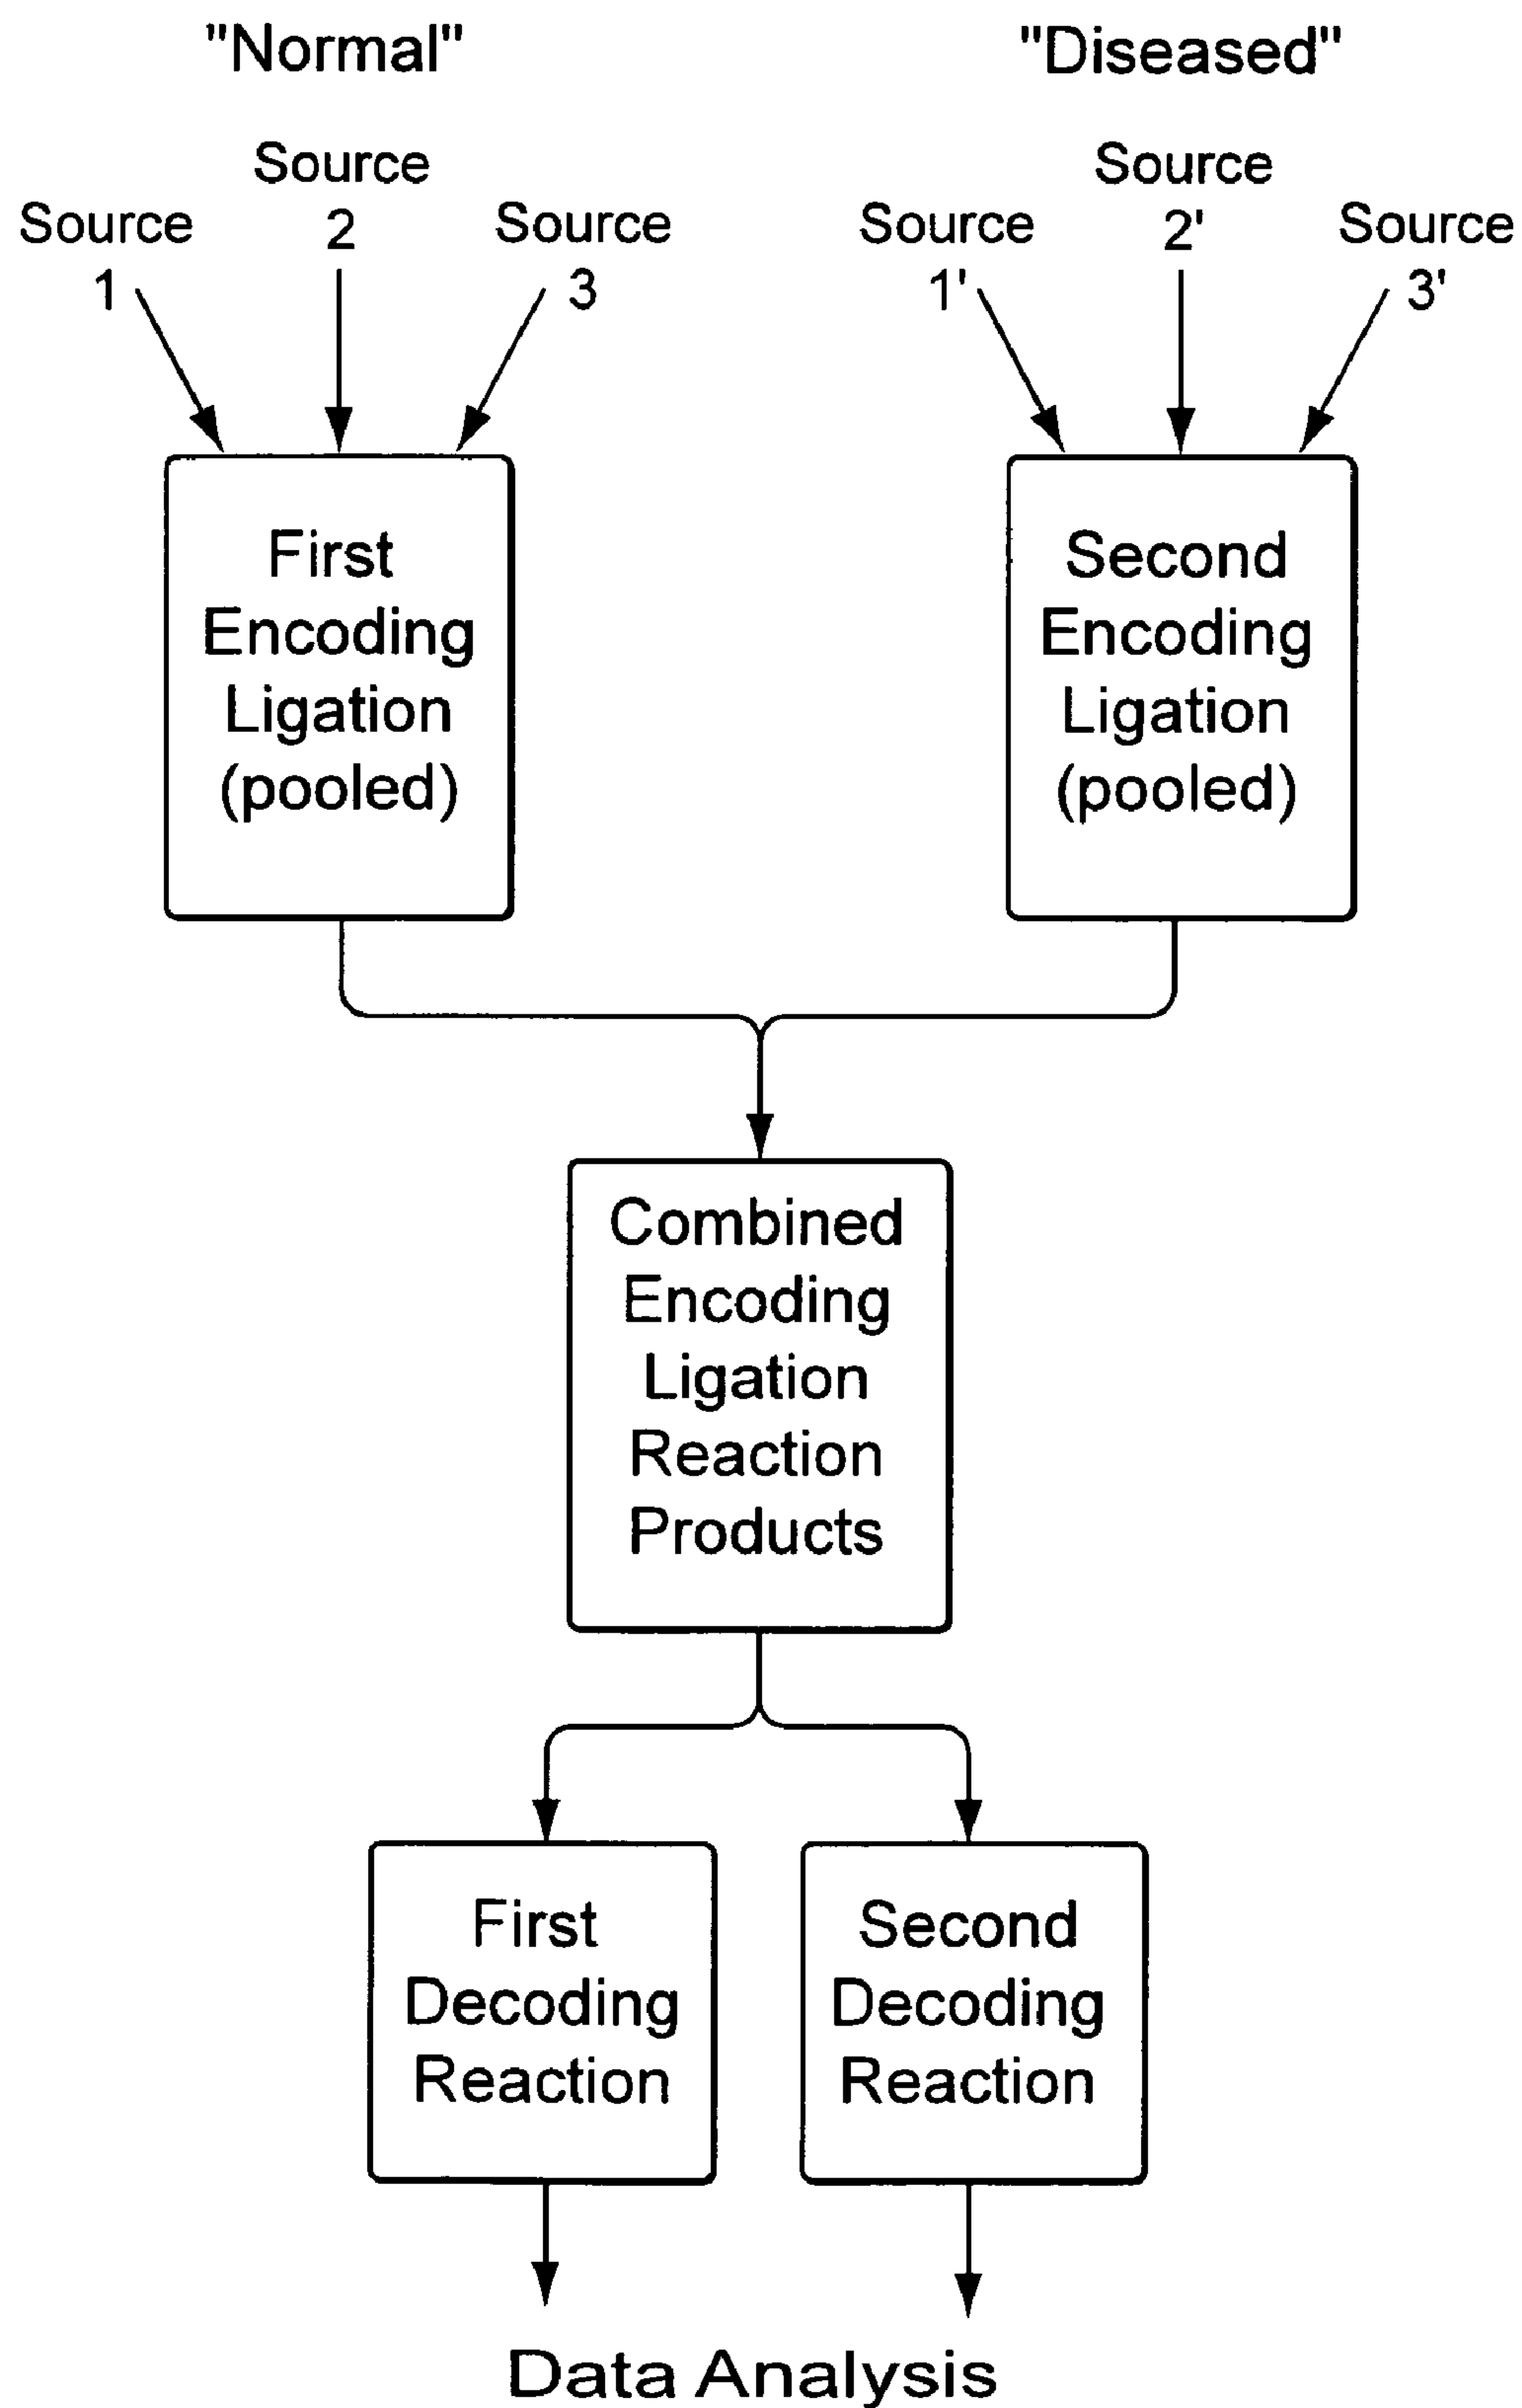 "Normal"
"Diseased"
Source
2
Source
1
Source
3
Source
2'
Source
1'
Source
3'
First
Encoding
Ligation
(pooled)
Second
Encoding
Ligation
(pooled)
Combined
Encoding
Ligation
Reaction
Products
First
Decoding
Reaction
Second
Decoding
Reaction
Data Analysis